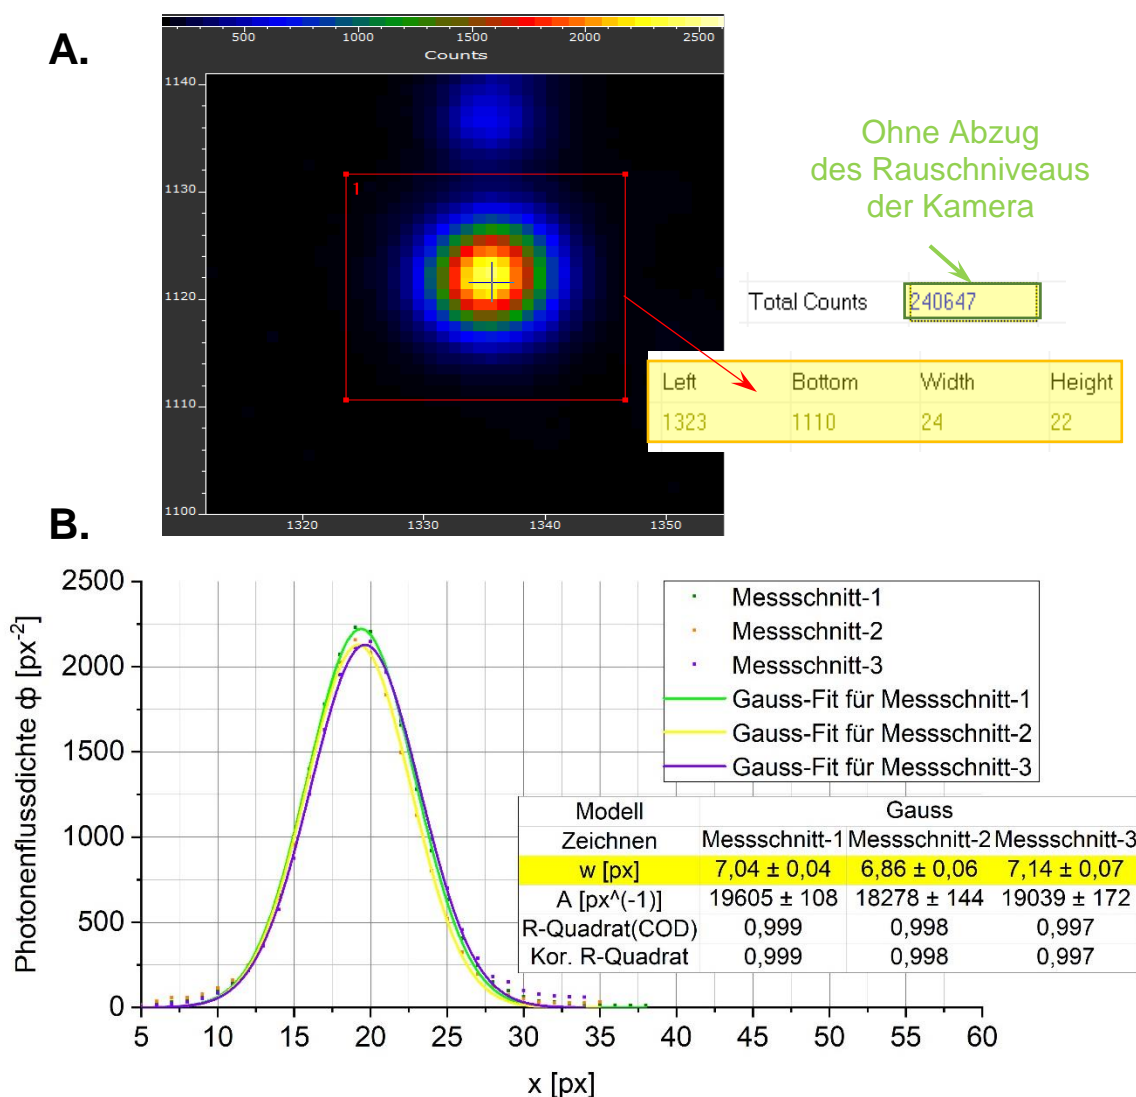 A.
500 1000 1500 2000 2500
Counts
1140
1130
1120
1110
1100
1320 1330 1340 1350
1
Ohne Abzug
des Rauschniveaus
der Kamera
Total Counts 240647
Left Bottom Width Height
1323 1110 24 22
B.
Photonenflussdichte ф [px⁻²]
2500
2000
1500
1000
500
0
5 10 15 20 25 30 35 40 45 50 55 60
x [px]
Messschnitt-1
Messschnitt-2
Messschnitt-3
Gauss-Fit für Messschnitt-1
Gauss-Fit für Messschnitt-2
Gauss-Fit für Messschnitt-3
Modell Gauss
Zeichnen Messschnitt-1 Messschnitt-2 Messschnitt-3
w [px] 7,04 ± 0,04 6,86 ± 0,06 7,14 ± 0,07
A [px^(-1)] 19605 ± 108 18278 ± 144 19039 ± 172
R-Quadrat(COD) 0,999 0,998 0,997
Kor. R-Quadrat 0,999 0,998 0,997